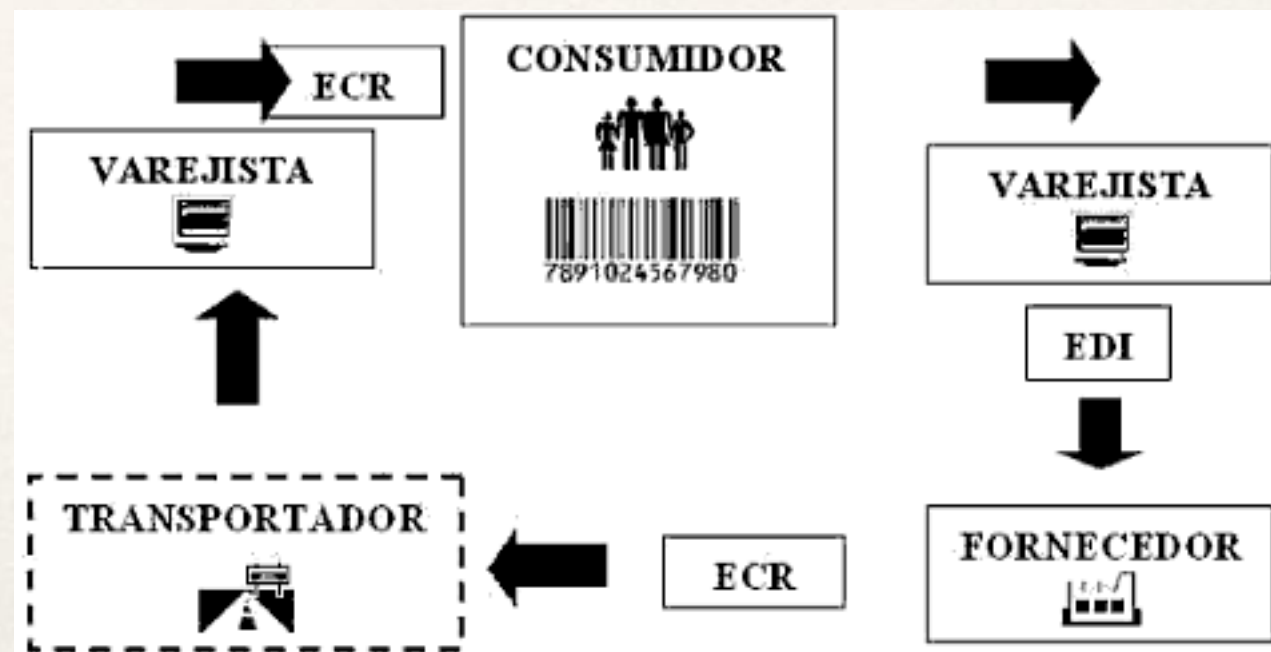 ECR
CONSUMIDOR
7891024567980
VAREJISTA
VAREJISTA
EDI
TRANSPORTADOR
ECR
FORNECEDOR